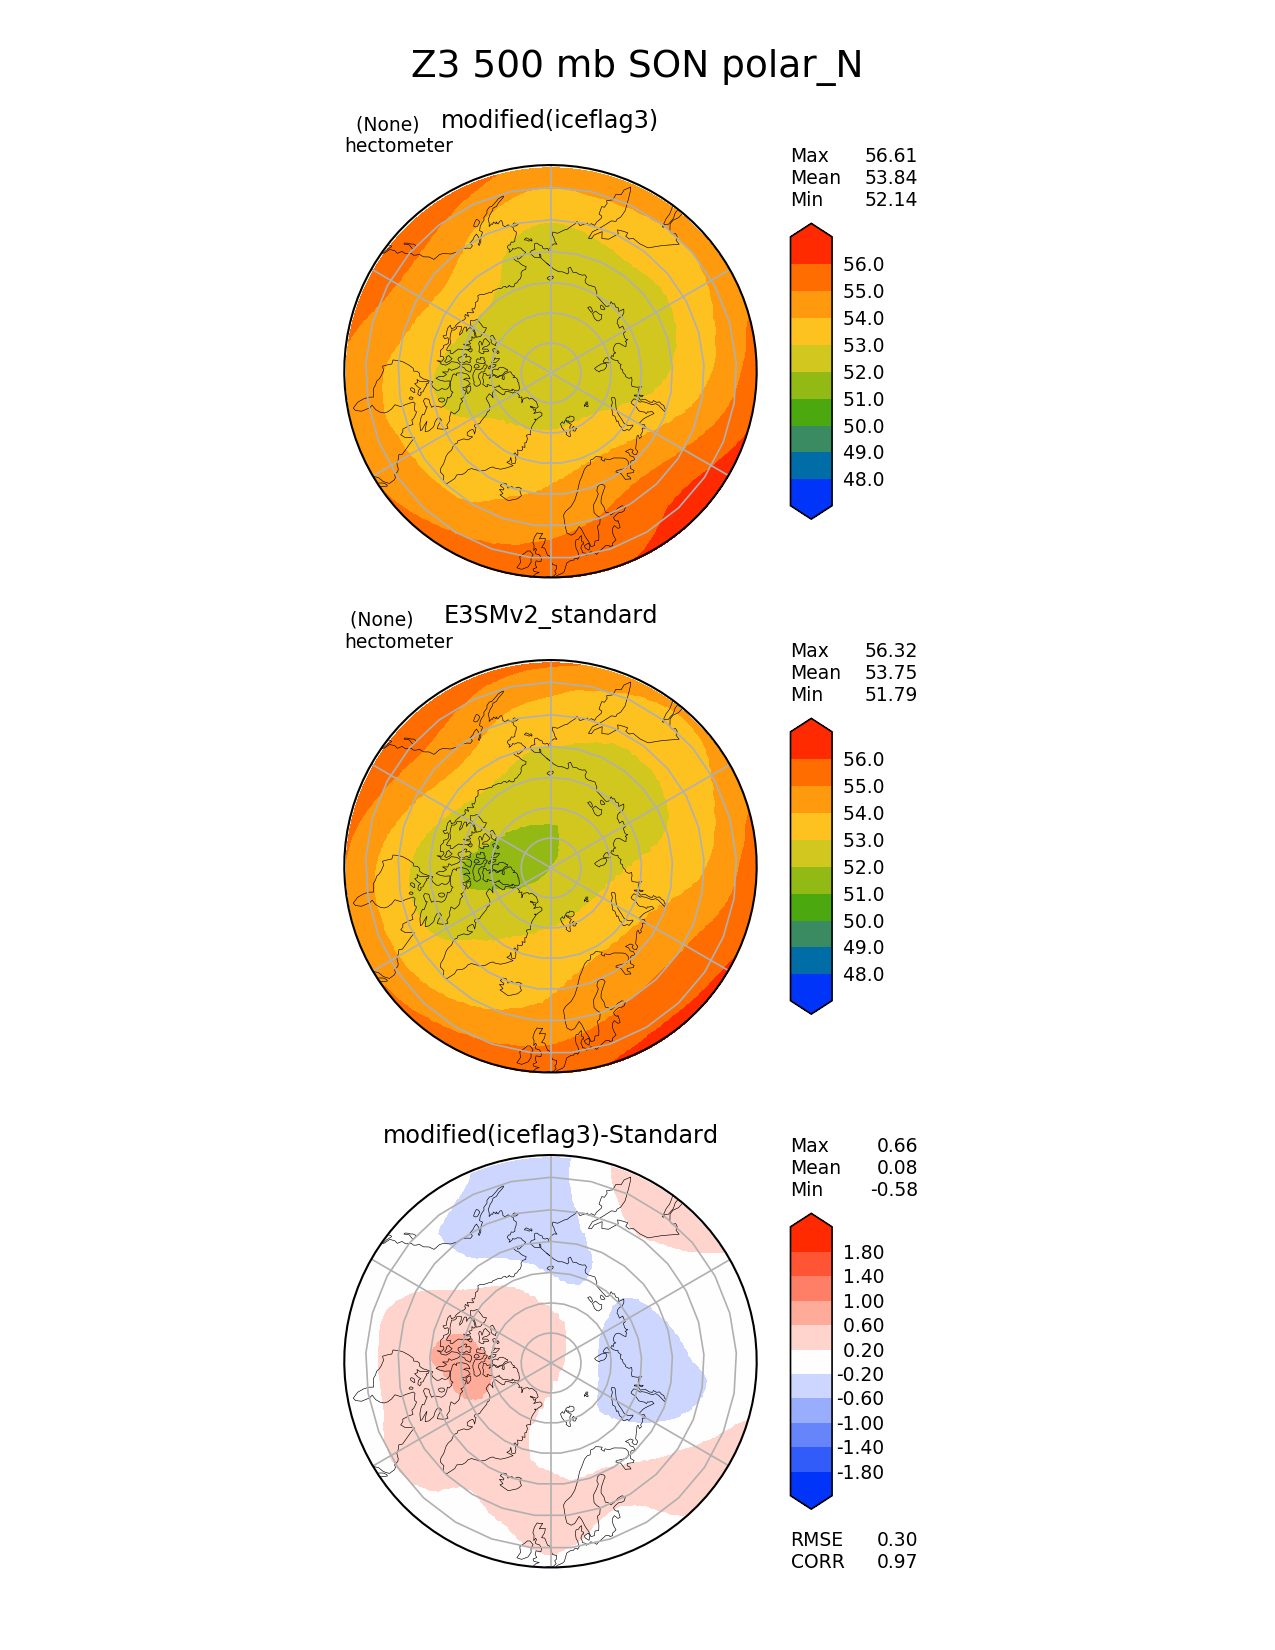 Z3 500 mb SON polar_N
(None)
modified(iceflag3)
hectometer
Max 56.61
Mean 53.84
Min 52.14
56.0
55.0
54.0
53.0
52.0
51.0
50.0
49.0
48.0
(None)
E3SMv2_standard
hectometer
Max 56.32
Mean 53.75
Min 51.79
56.0
55.0
54.0
53.0
52.0
51.0
50.0
49.0
48.0
modified(iceflag3)-Standard
Max 0.66
Mean 0.08
Min -0.58
1.80
1.40
1.00
0.60
0.20
-0.20
-0.60
-1.00
-1.40
-1.80
RMSE 0.30
CORR 0.97